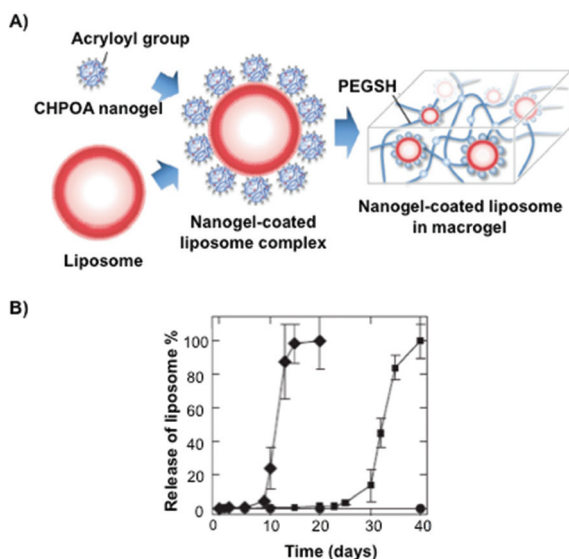 A)
Acryloyl group
CHPOA nanogel
Liposome
Nanogel-coated
liposome complex
PEGSH
Nanogel-coated liposome
in macrogel
B)
Release of liposome %
100
80
60
40
20
0
0
10
20
30
40
Time (days)